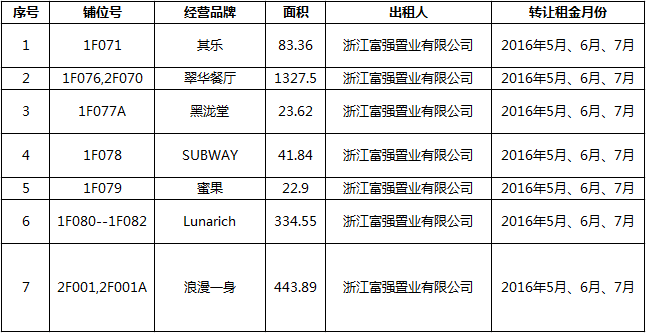 序号 铺位号 经营品牌 面积 出租人 转让租金月份
1 1F071 其乐 83.36 浙江富强置业有限公司 2016年5月、6月、7月
2 1F076,2F070 翠华餐厅 1327.5 浙江富强置业有限公司 2016年5月、6月、7月
3 1F077A 黑泷堂 23.62 浙江富强置业有限公司 2016年5月、6月、7月
4 1F078 SUBWAY 41.84 浙江富强置业有限公司 2016年5月、6月、7月
5 1F079 蜜果 22.9 浙江富强置业有限公司 2016年5月、6月、7月
6 1F080--1F082 Lunarich 334.55 浙江富强置业有限公司 2016年5月、6月、7月
7 2F001,2F001A 浪漫一身 443.89 浙江富强置业有限公司 2016年5月、6月、7月